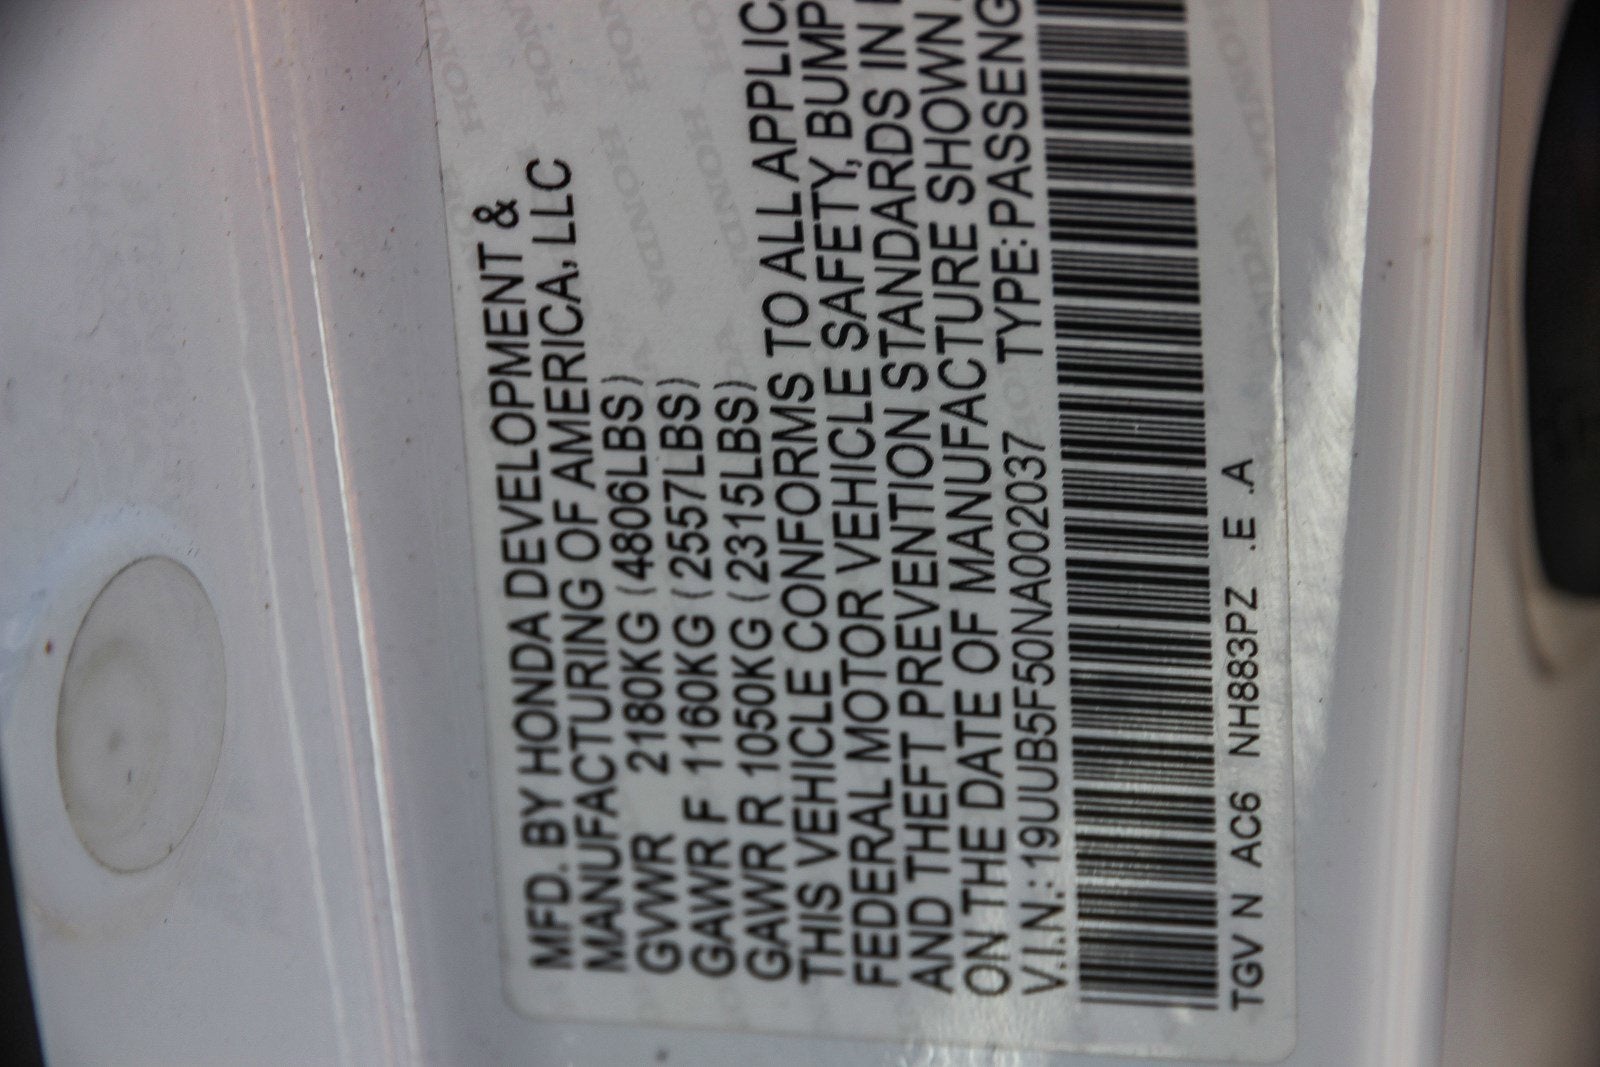 MFD. BY HONDA DEVELOPMENT &
MANUFACTURING OF AMERICA, LLC
GVWR 2180KG (4806LBS)
GAWR F 1160KG (2557LBS)
GAWR R 1050KG (2315LBS)
THIS VEHICLE CONFORMS TO ALL APPLIC
FEDERAL MOTOR VEHICLE SAFETY, BUMP
AND THEFT PREVENTION STANDARDS IN
ON THE DATE OF MANUFACTURE SHOWN
V.I.N.: 19UUB5F50NA002037 TYPE: PASSENG
TGV N AC6 NH883PZ .E .A